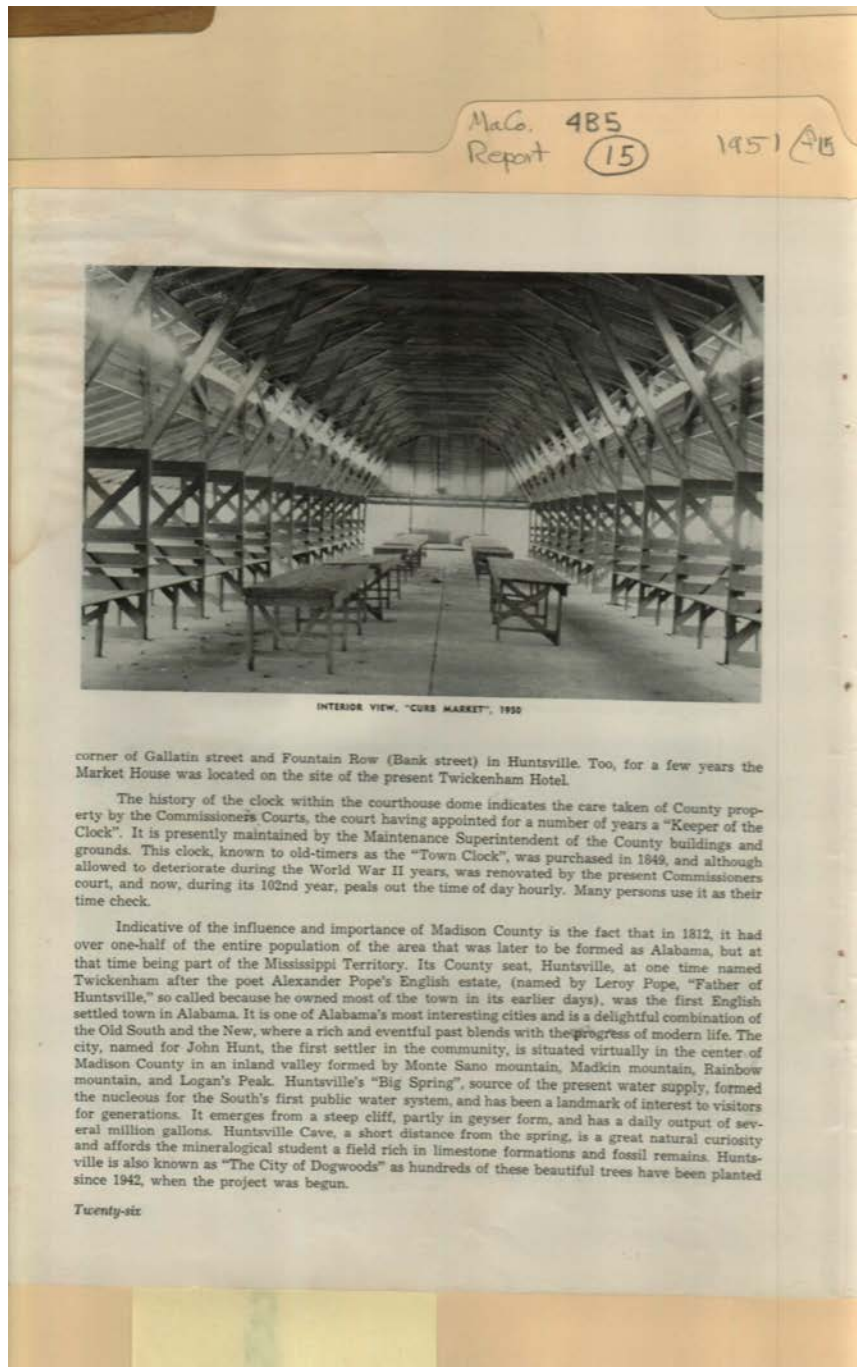 MaCo. 4B5
Report 15 1951
INTERIOR VIEW, "CURB MARKET", 1950
corner of Gallatin street and Fountain Row (Bank street) in Huntsville. Too, for a few years the
Market House was located on the site of the present Twickenham Hotel.
The history of the clock within the courthouse dome indicates the care taken of County prop-
erty by the Commissioners Courts, the court having appointed for a number of years a "Keeper of the
Clock". It is presently maintained by the Maintenance Superintendent of the County buildings and
grounds. This clock, known to old-timers as the "Town Clock", was purchased in 1849, and although
allowed to deteriorate during the World War II years, was renovated by the present Commissioners
court, and now, during its 102nd year, peals out the time of day hourly. Many persons use it as their
time check.
Indicative of the influence and importance of Madison County is the fact that in 1812, it had
over one-half of the entire population of the area that was later to be formed as Alabama, but at
that time being part of the Mississippi Territory. Its County seat, Huntsville, at one time named
Twickenham after the poet Alexander Pope's English estate, (named by Leroy Pope, "Father of
Huntsville," so called because he owned most of the town in its earlier days), was the first English
settled town in Alabama. It is one of Alabama's most interesting cities and is a delightful combination of
the Old South and the New, where a rich and eventful past blends with the progress of modern life. The
city, named for John Hunt, the first settler in the community, is situated virtually in the center of
Madison County in an inland valley formed by Monte Sano mountain, Madkin mountain, Rainbow
mountain, and Logan's Peak. Huntsville's "Big Spring", source of the present water supply, formed
the nucleous for the South's first public water system, and has been a landmark of interest to visitors
for generations. It emerges from a steep cliff, partly in geyser form, and has a daily output of sev-
eral million gallons. Huntsville Cave, a short distance from the spring, is a great natural curiosity
and affords the mineralogical student a field rich in limestone formations and fossil remains. Hunts-
ville is also known as "The City of Dogwoods" as hundreds of these beautiful trees have been planted
since 1942, when the project was begun.
Twenty-six